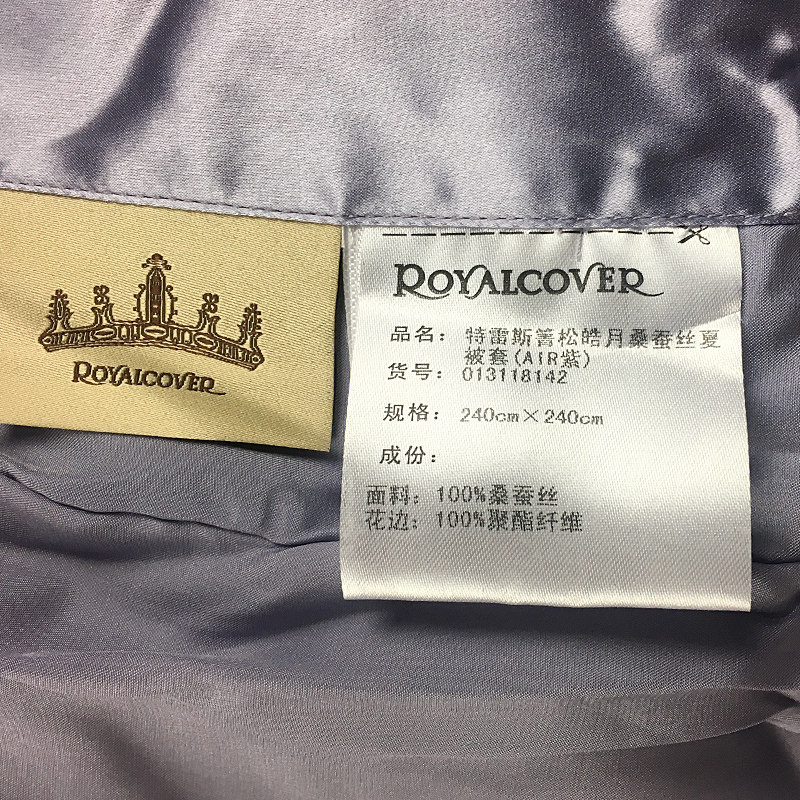 ROYALCOVER
ROYALCOVER
品名：特雷斯箐松皓月桑蚕丝夏
被套(AIR紫)
货号：013118142
规格：240cm×240cm
成份：
面料：100%桑蚕丝
花边：100%聚酯纤维